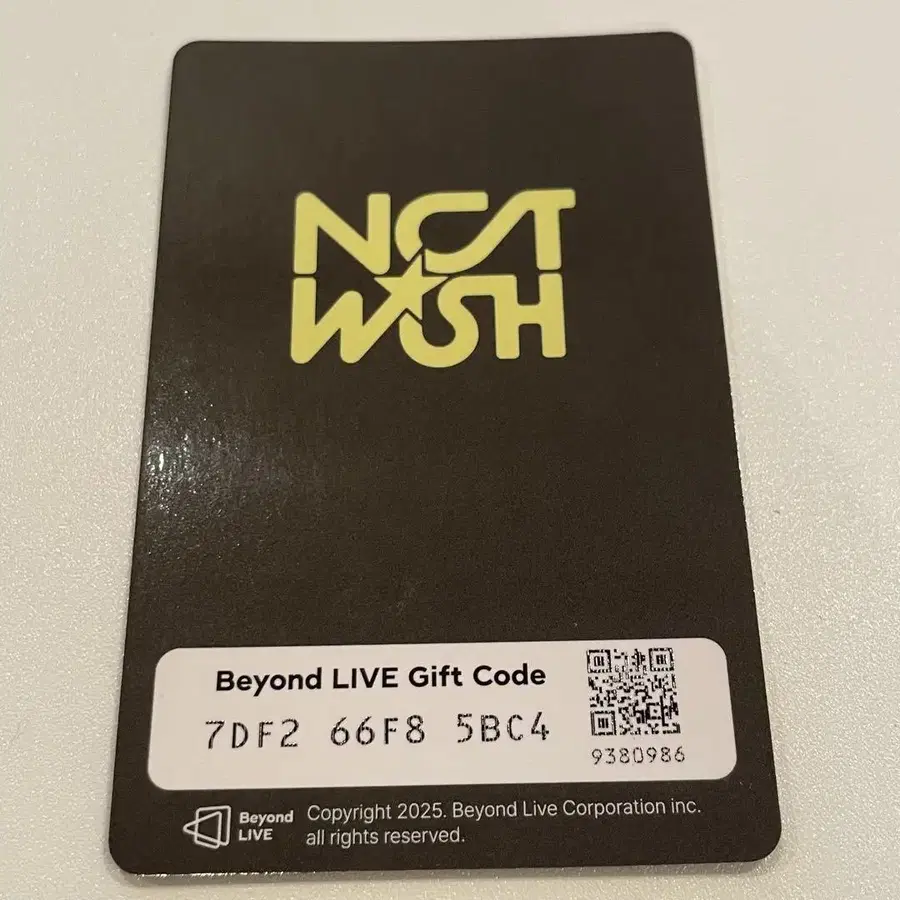 NCT
WISH
Beyond LIVE Gift Code
7DF2 66F8 5BC4
9380986
Beyond
LIVE
Copyright 2025. Beyond Live Corporation inc.
all rights reserved.